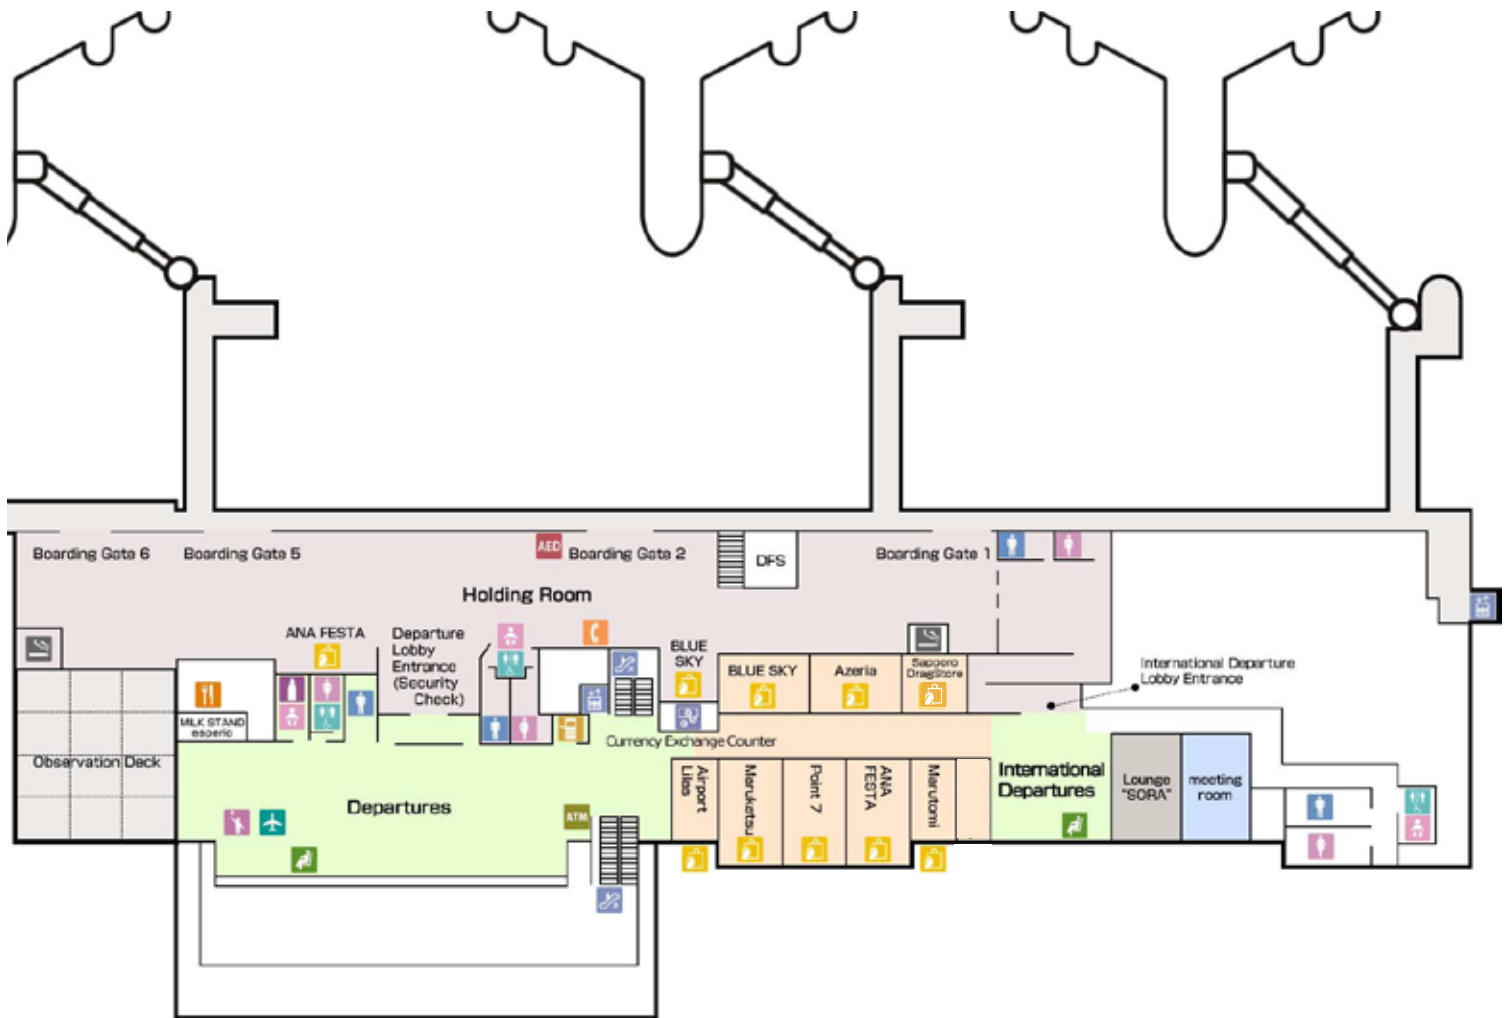 Boarding Gate 6
Boarding Gate 5
AED
Boarding Gate 2
DFS
Boarding Gate 1
Holding Room
ANA FESTA
Departure
Lobby
Entrance
(Security
Check)
BLUE
SKY
BLUE SKY
Azeria
Sapporo
DragStore
International Departure
Lobby Entrance
MILK STAND
esperio
Currency Exchange Counter
Observation Deck
Departures
ATM
Airport
Lilas
Marukatsu
Point 7
ANA
FESTA
Marutomi
International
Departures
Lounge
"SORA"
meeting
room